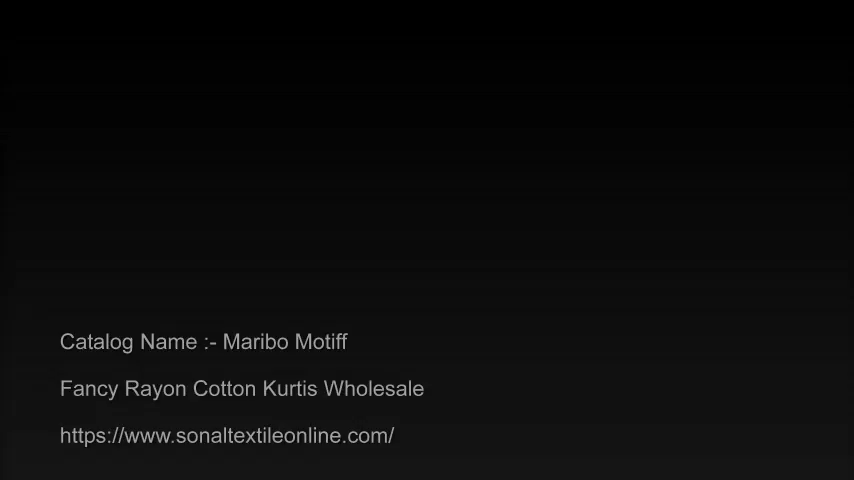 Catalog Name :- Maribo Motiff
Fancy Rayon Cotton Kurtis Wholesale
https://www.sonaltextileonline.com/